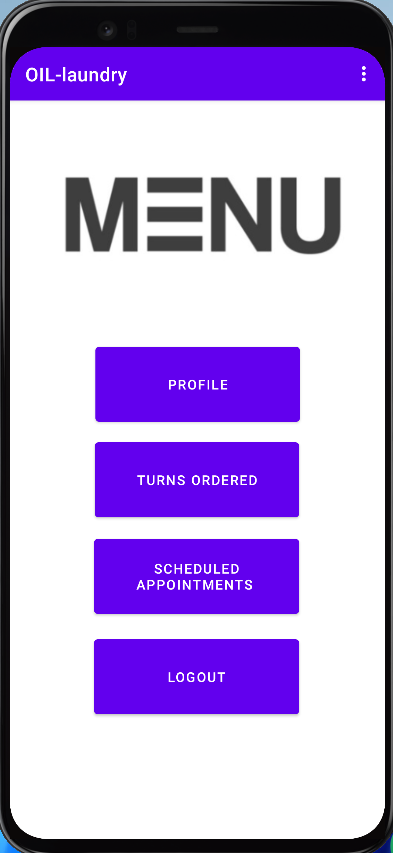 OIL-laundry
MENU
PROFILE
TURNS ORDERED
SCHEDULED
APPOINTMENTS
LOGOUT